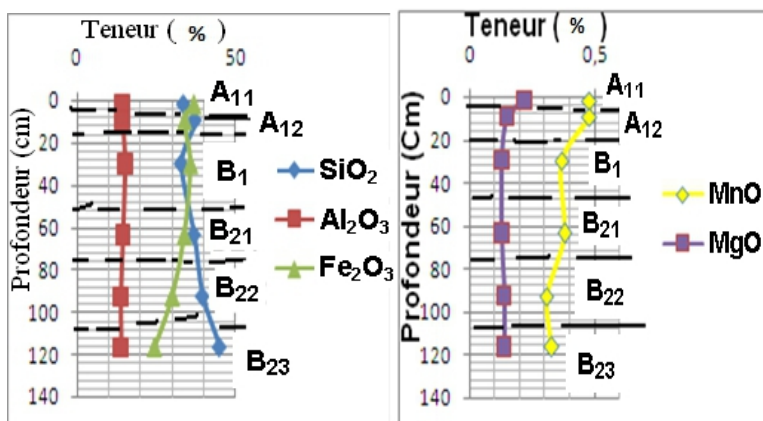 Teneur ( % )
0 50
Profondeur (cm)
0
20
40
60
80
100
120
140
A11
A12
B1
B21
B22
B23
SiO2
Al2O3
Fe2O3
Teneur ( % )
0 0,5
Profondeur (Cm)
0
20
40
60
80
100
120
140
A11
A12
B1
B21
B22
B23
MnO
MgO